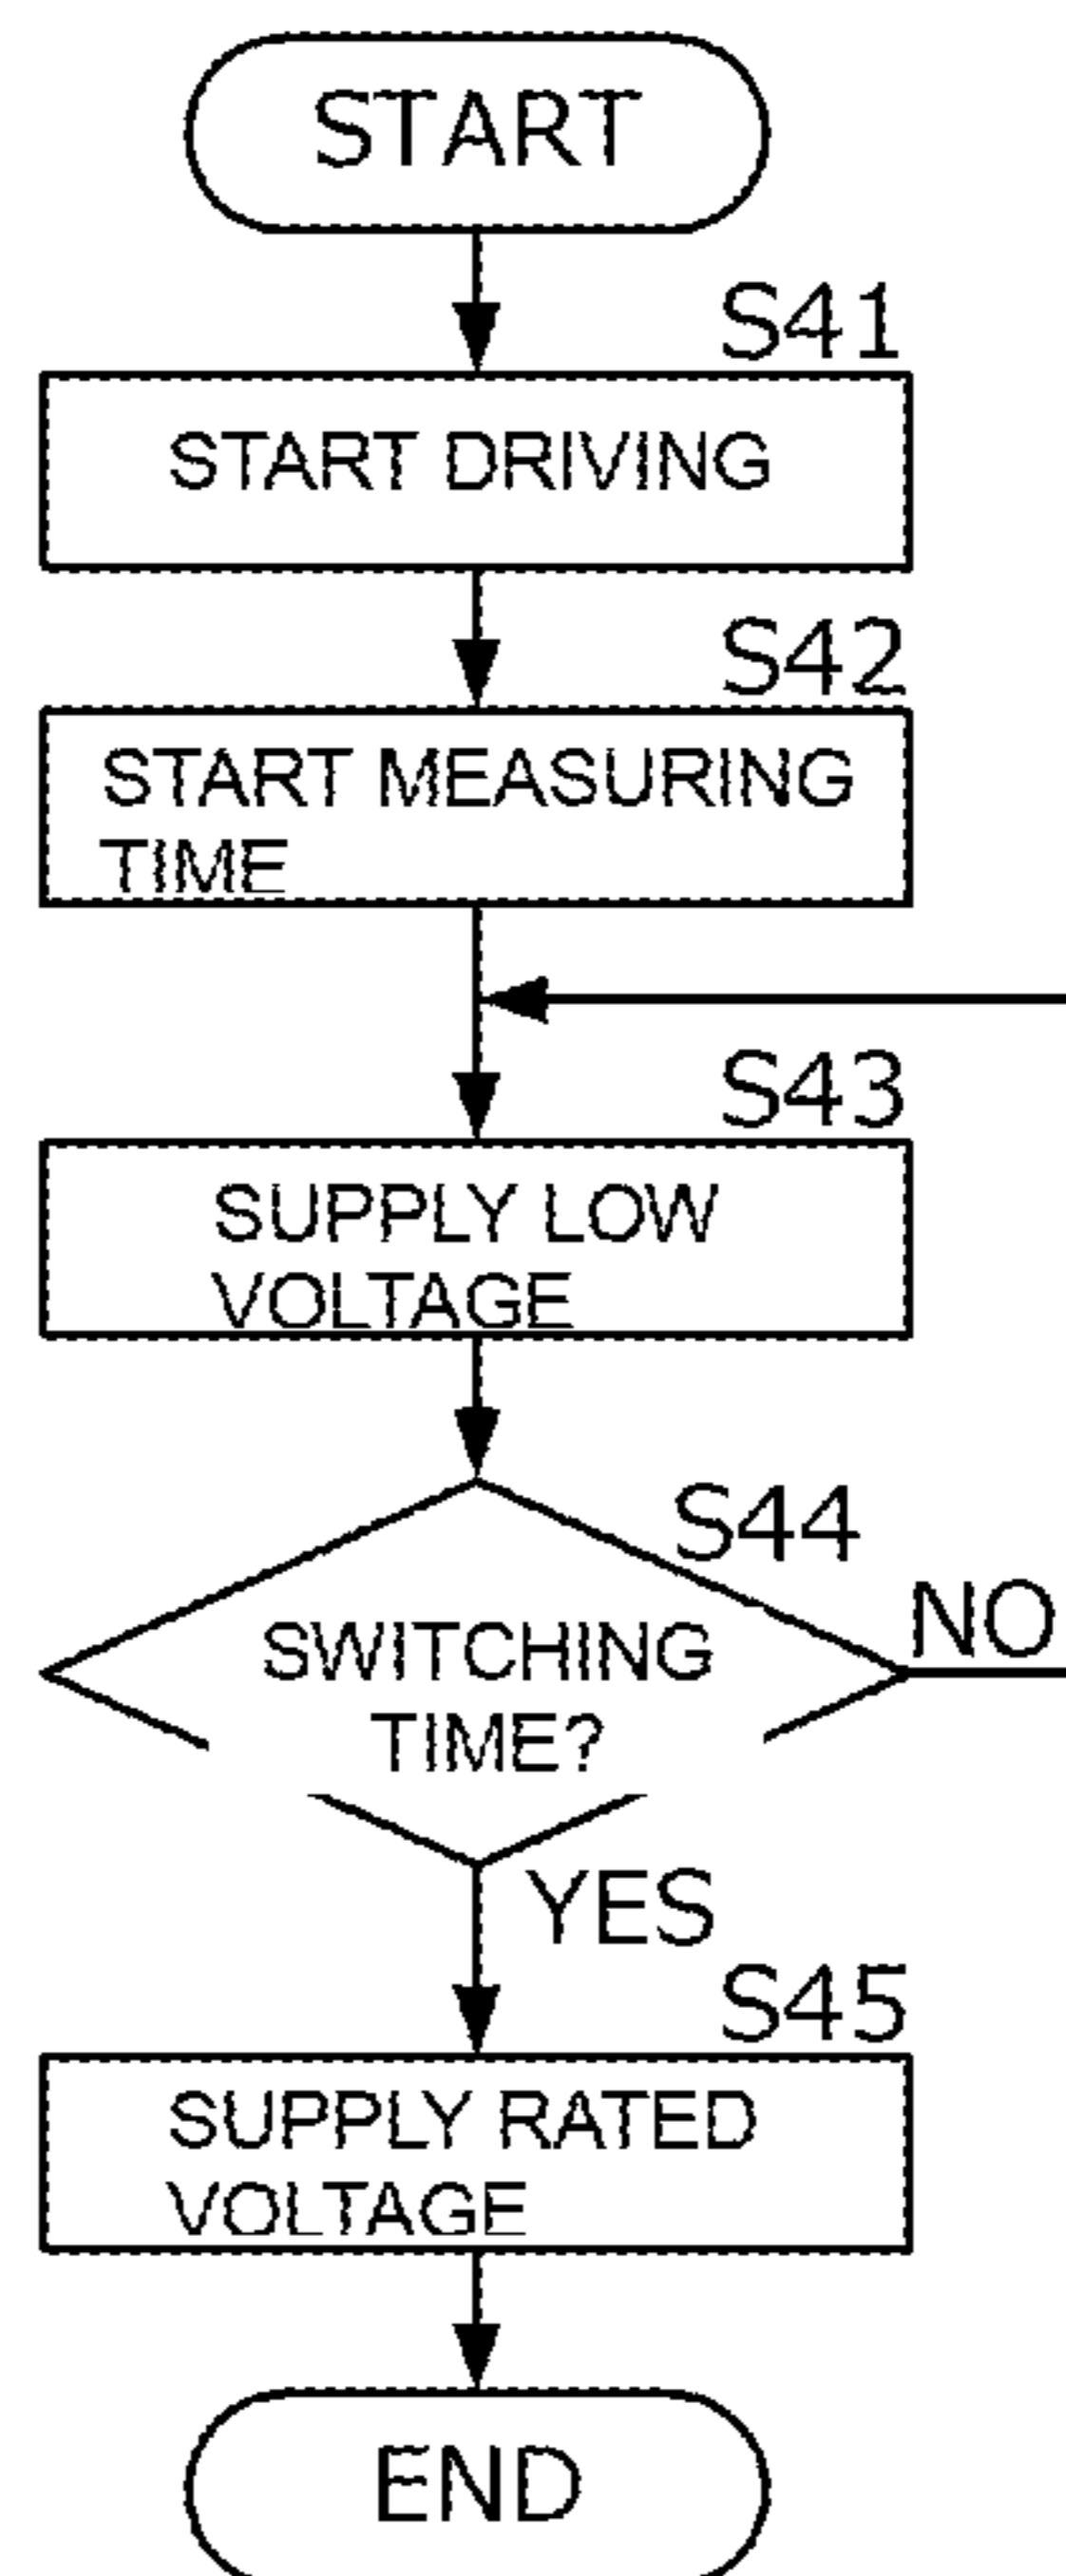 START
S41
START DRIVING
S42
START MEASURING
TIME
S43
SUPPLY LOW
VOLTAGE
S44
SWITCHING
TIME?
NO
YES
S45
SUPPLY RATED
VOLTAGE
END